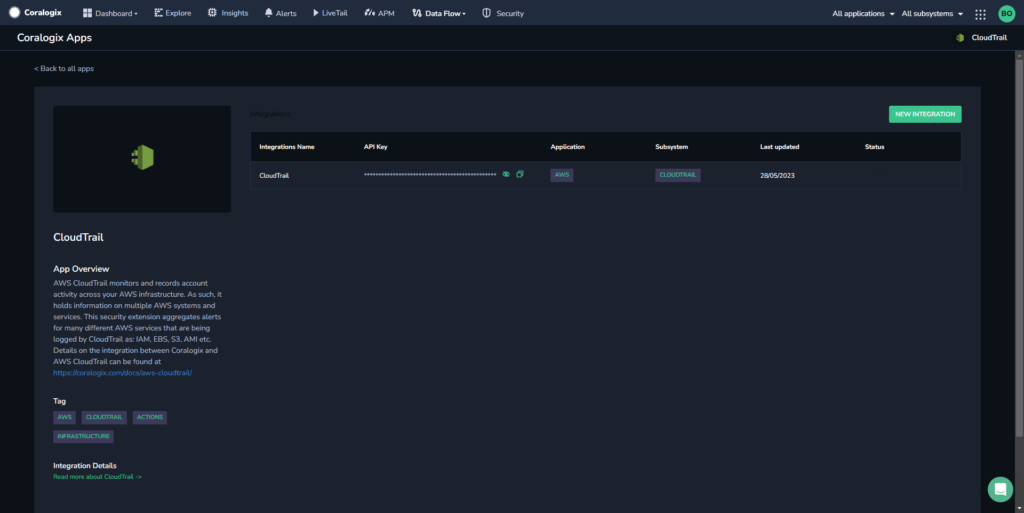 Coralogix Dashboard Explore Insights Alerts LiveTail APM Data Flow Security All applications All subsystems BO
Coralogix Apps CloudTrail
< Back to all apps
Integrations NEW INTEGRATION
Integrations Name API Key Application Subsystem Last updated Status
CloudTrail ********************************************** AWS CLOUDTRAIL 28/05/2023
CloudTrail
App Overview
AWS CloudTrail monitors and records account
activity across your AWS infrastructure. As such, it
holds information on multiple AWS systems and
services. This security extension aggregates alerts
for many different AWS services that are being
logged by CloudTrail as: IAM, EBS, S3, AMI etc.
Details on the integration between Coralogix and
AWS CloudTrail can be found at
https://coralogix.com/docs/aws-cloudtrail/
Tag
AWS CLOUDTRAIL ACTIONS
INFRASTRUCTURE
Integration Details
Read more about CloudTrail ->